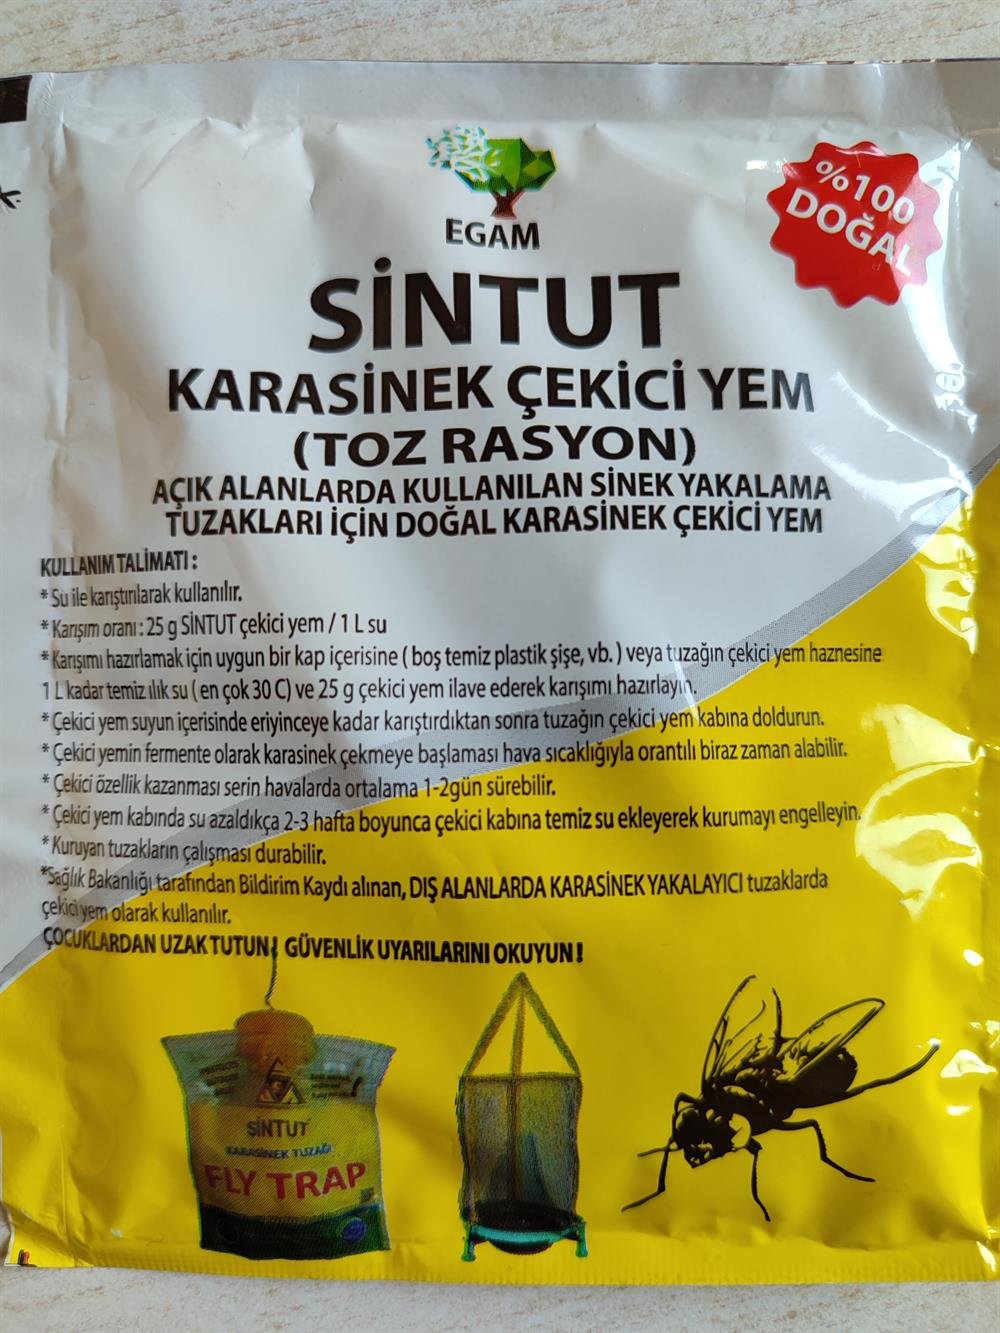 %100
DOĞAL
EGAM
SİNTUT
KARASİNEK ÇEKİCİ YEM
(TOZ RASYON)
AÇIK ALANLARDA KULLANILAN SİNEK YAKALAMA
TUZAKLARI İÇİN DOĞAL KARASİNEK ÇEKİCİ YEM
KULLANIM TALİMATI :
* Su ile karıştırılarak kullanılır.
* Karışım oranı : 25 g SİNTUT çekici yem / 1 L su
* Karışımı hazırlamak için uygun bir kap içerisine ( boş temiz plastik şişe, vb. ) veya tuzağın çekici yem haznesine
1 L kadar temiz ılık su ( en çok 30 C) ve 25 g çekici yem ilave ederek karışımı hazırlayın.
* Çekici yem suyun içerisinde eriyinceye kadar karıştırdıktan sonra tuzağın çekici yem kabına doldurun.
* Çekici yemin fermente olarak karasinek çekmeye başlaması hava sıcaklığıyla orantılı biraz zaman alabilir.
* Çekici özellik kazanması serin havalarda ortalama 1-2gün sürebilir.
* Çekici yem kabında su azaldıkça 2-3 hafta boyunca çekici kabına temiz su ekleyerek kurumayı engelleyin.
* Kuruyan tuzakların çalışması durabilir.
*Sağlık Bakanlığı tarafından Bildirim Kaydı alınan, DIŞ ALANLARDA KARASİNEK YAKALAYICI tuzaklarda
çekici yem olarak kullanılır.
ÇOCUKLARDAN UZAK TUTUN! GÜVENLİK UYARILARINI OKUYUN !
SİNTUT
KARASİNEK TUZAĞI
FLY TRAP